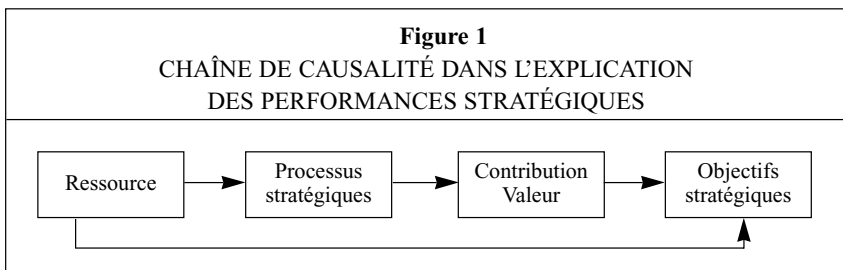 Figure 1
CHAÎNE DE CAUSALITÉ DANS L’EXPLICATION
DES PERFORMANCES STRATÉGIQUES
Ressource
Processus
stratégiques
Contribution
Valeur
Objectifs
stratégiques